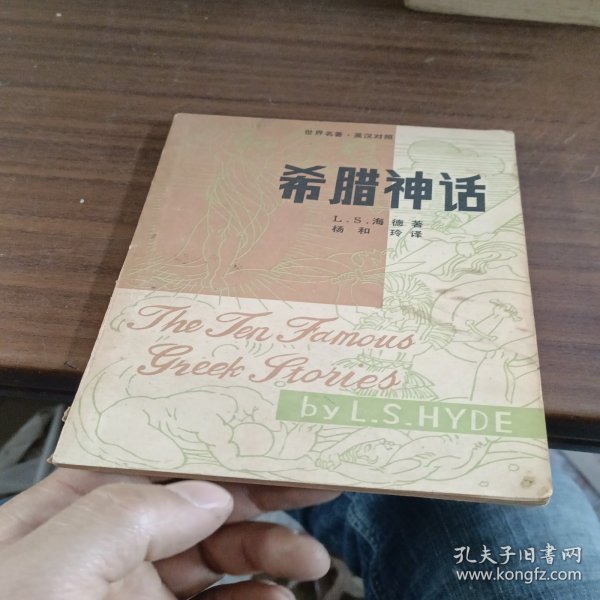 世界名著·英汉对照
希腊神话
L.S.海德著
杨和玲译
The Ten Famous
Greek Stories
by L.S.HYDE
孔夫子旧书网
www.kongfz.com